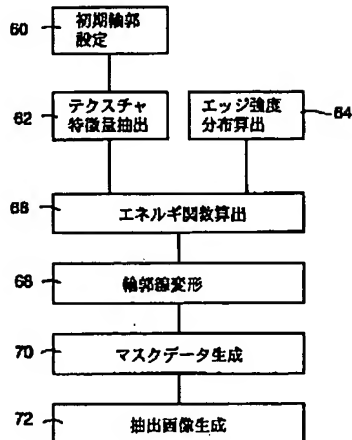 60
初期輪郭
設定
62
テクスチャ
特徴量抽出
エッジ強度
分布算出
64
66
エネルギ関数算出
68
輪郭線変形
70
マスクデータ生成
72
抽出画像生成